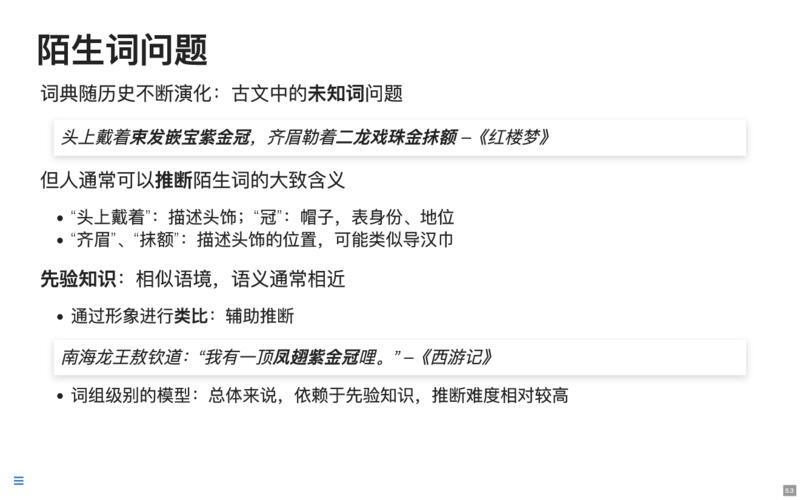 陌生词问题
词典随历史不断演化：古文中的未知词问题
头上戴着束发嵌宝紫金冠，齐眉勒着二龙戏珠金抹额 –《红楼梦》
但人通常可以推断陌生词的大致含义
• “头上戴着”：描述头饰；“冠”：帽子，表身份、地位
• “齐眉”、“抹额”：描述头饰的位置，可能类似导汉巾
先验知识：相似语境，语义通常相近
• 通过形象进行类比：辅助推断
南海龙王敖钦道：“我有一顶凤翅紫金冠哩。” –《西游记》
• 词组级别的模型：总体来说，依赖于先验知识，推断难度相对较高
5.3